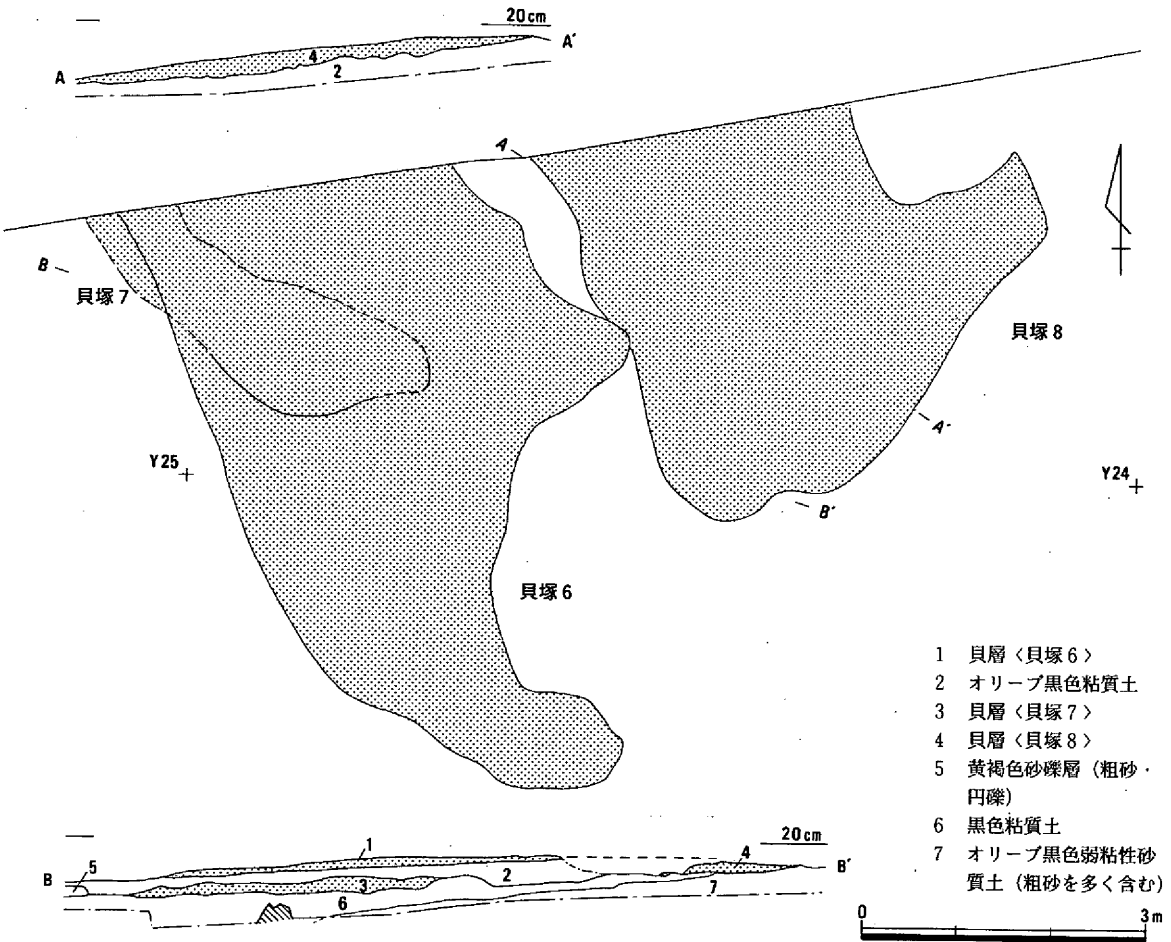 20cm
A
4
2
A′
A
B
貝塚7
貝塚8
A′
Y25
Y24
B′
貝塚6
1 貝層〈貝塚6〉
2 オリーブ黒色粘質土
3 貝層〈貝塚7〉
4 貝層〈貝塚8〉
5 黄褐色砂礫層（粗砂・
円礫）
6 黒色粘質土
7 オリーブ黒色弱粘性砂
質土（粗砂を多く含む）
20cm
1
4
5
B
B′
2
3
7
6
0
3m